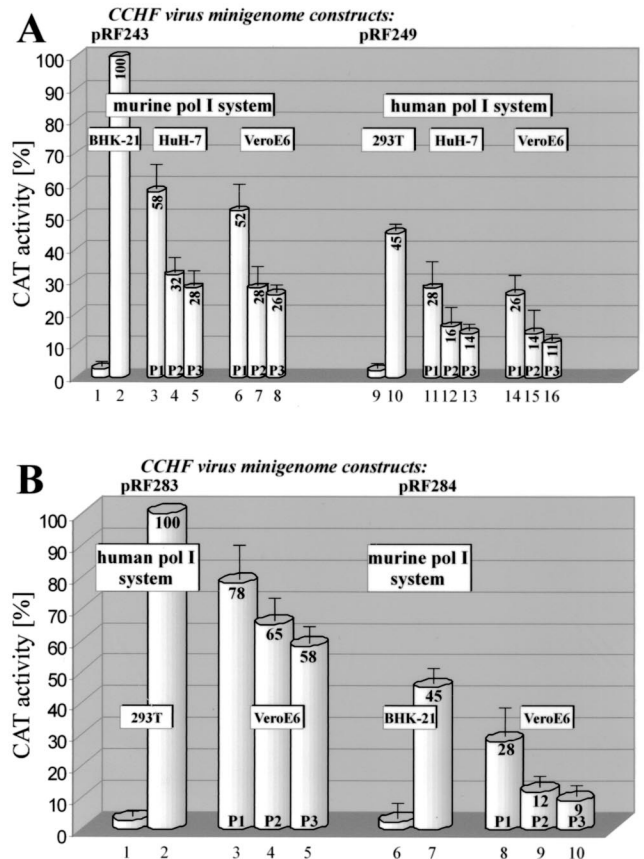 A
CCHF virus minigenome constructs:
pRF243 pRF249
CAT activity [%]
100
90
80
70
60
50
40
30
20
10
0
murine pol I system human pol I system
BHK-21 HuH-7 VeroE6 293T HuH-7 VeroE6
100 58 32 28 52 28 26 45 28 16 14 26 14 11
P1 P2 P3 P1 P2 P3 P1 P2 P3 P1 P2 P3
1 2 3 4 5 6 7 8 9 10 11 12 13 14 15 16
B
CCHF virus minigenome constructs:
pRF283 pRF284
CAT activity [%]
100
90
80
70
60
50
40
30
20
10
0
human pol I
system
murine pol I
system
293T VeroE6 BHK-21 VeroE6
100 78 65 58 45 28 12 9
P1 P2 P3 P1 P2 P3
1 2 3 4 5 6 7 8 9 10